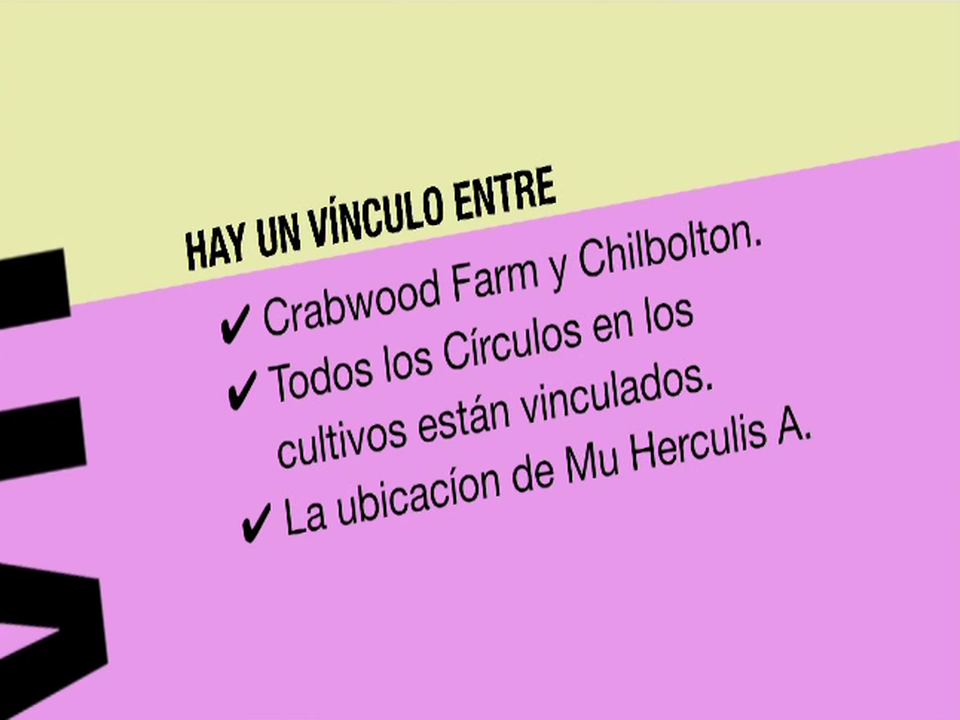 HAY UN VÍNCULO ENTRE
✔ Crabwood Farm y Chilbolton.
✔ Todos los Círculos en los
cultivos están vinculados.
✔ La ubicacíon de Mu Herculis A.